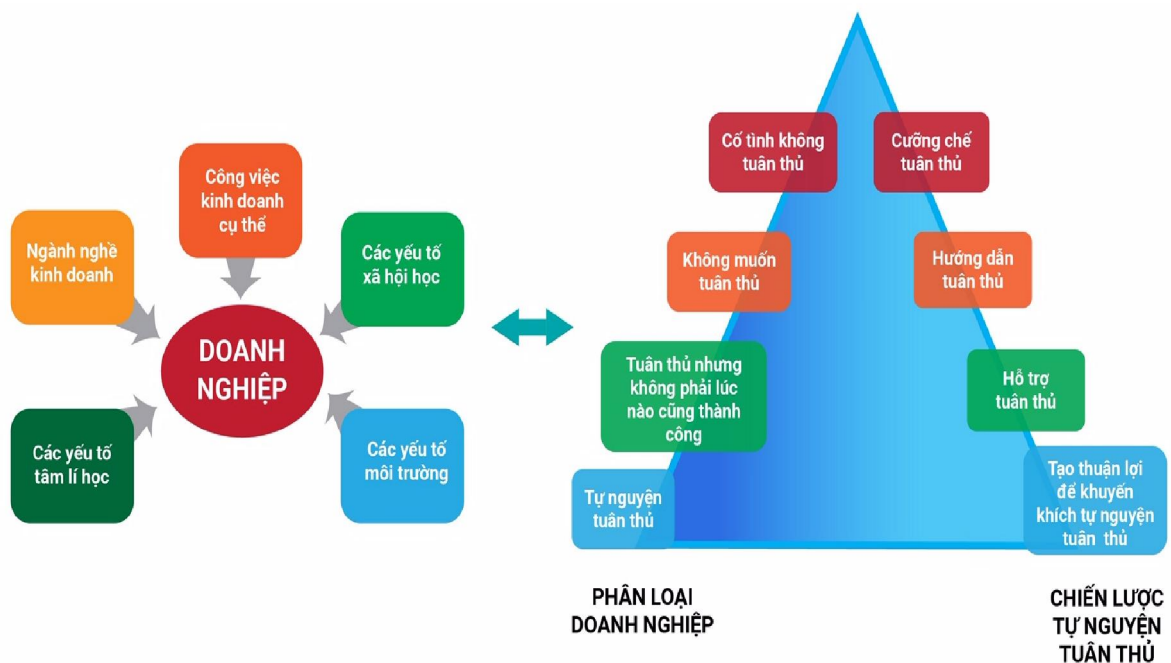 Công việc
kinh doanh
cụ thể
Ngành nghề
kinh doanh
Các yếu tố
xã hội học
DOANH
NGHIỆP
Các yếu tố
tâm lí học
Các yếu tố
môi trường
Cố tình không
tuân thủ
Cưỡng chế
tuân thủ
Không muốn
tuân thủ
Hướng dẫn
tuân thủ
Tuân thủ nhưng
không phải lúc
nào cũng thành
công
Hỗ trợ
tuân thủ
Tự nguyện
tuân thủ
Tạo thuận lợi
để khuyến
khích tự nguyện
tuân thủ
PHÂN LOẠI
DOANH NGHIỆP
CHIẾN LƯỢC
TỰ NGUYỆN
TUÂN THỦ